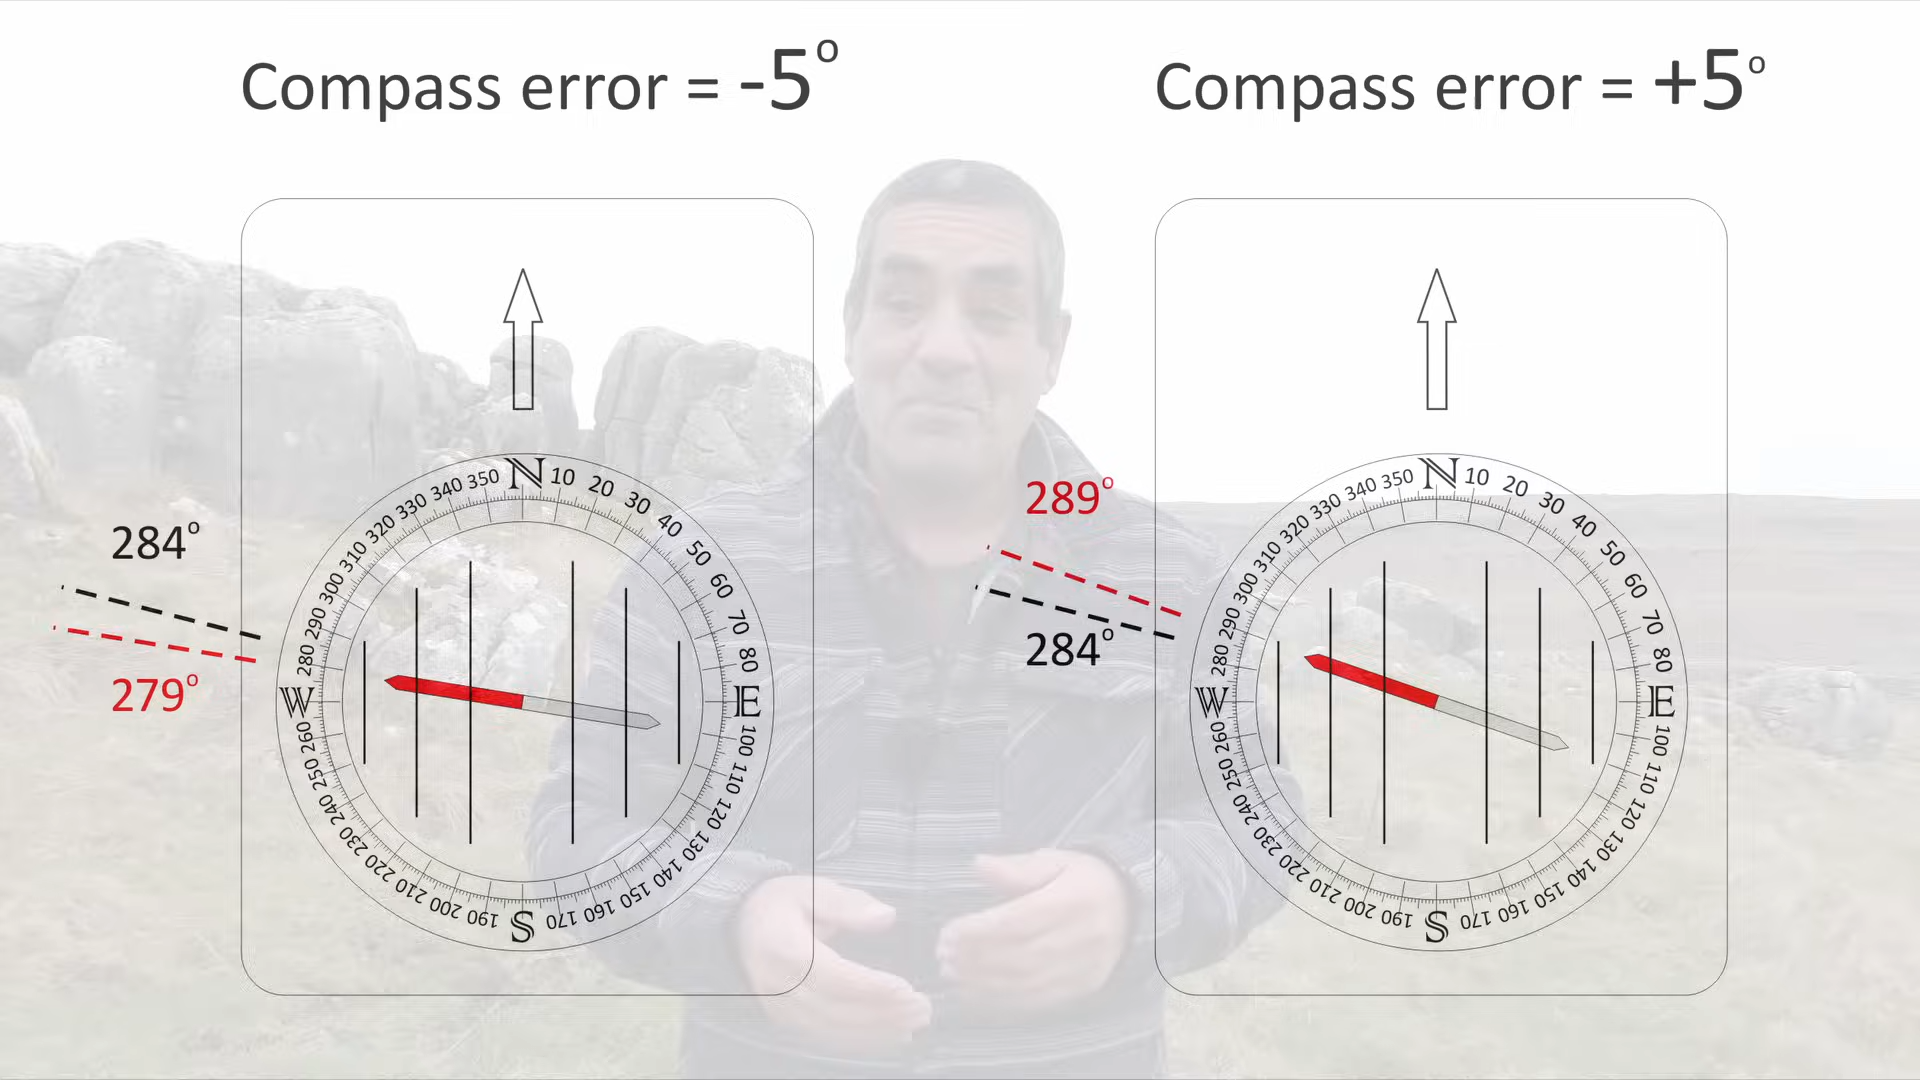 Compass error = -5°
Compass error = +5°
284°
279°
N 10 20 30 40 50 60 70 80 E 100 110 120 130 140 150 160 170 S 190 200 210 220 230 240 250 260 W 280 290 300 310 320 330 340 350
289°
284°
N 10 20 30 40 50 60 70 80 E 100 110 120 130 140 150 160 170 S 190 200 210 220 230 240 250 260 W 280 290 300 310 320 330 340 350